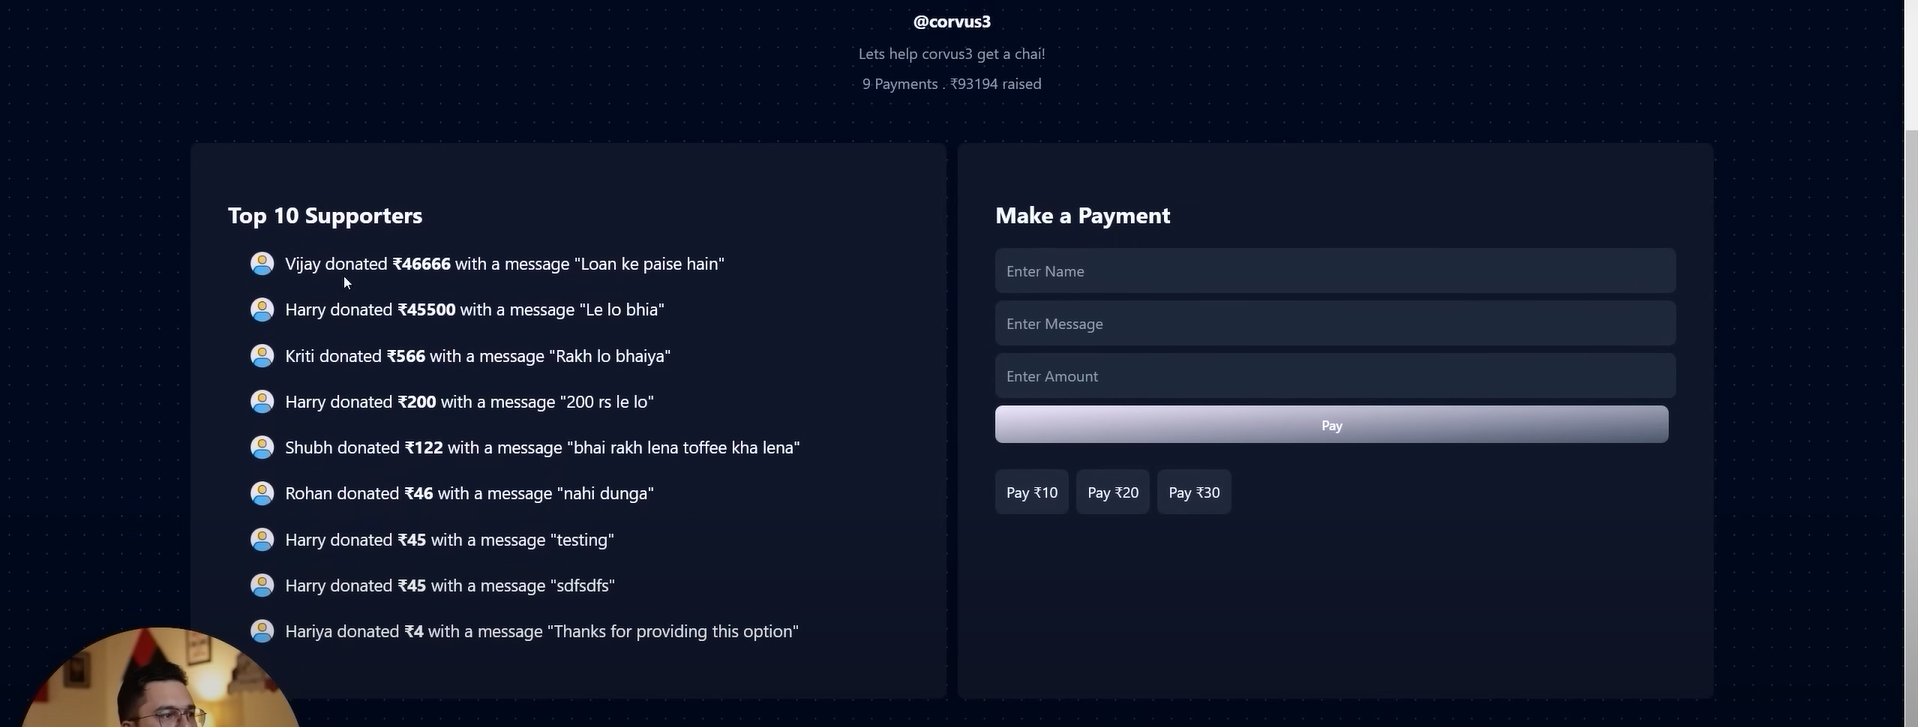 @corvus3
Lets help corvus3 get a chai!
9 Payments . ₹93194 raised
Top 10 Supporters
Vijay donated ₹46666 with a message "Loan ke paise hain"
Harry donated ₹45500 with a message "Le lo bhia"
Kriti donated ₹566 with a message "Rakh lo bhaiya"
Harry donated ₹200 with a message "200 rs le lo"
Shubh donated ₹122 with a message "bhai rakh lena toffee kha lena"
Rohan donated ₹46 with a message "nahi dunga"
Harry donated ₹45 with a message "testing"
Harry donated ₹45 with a message "sdfsdfs"
Hariya donated ₹4 with a message "Thanks for providing this option"
Make a Payment
Enter Name
Enter Message
Enter Amount
Pay
Pay ₹10 Pay ₹20 Pay ₹30